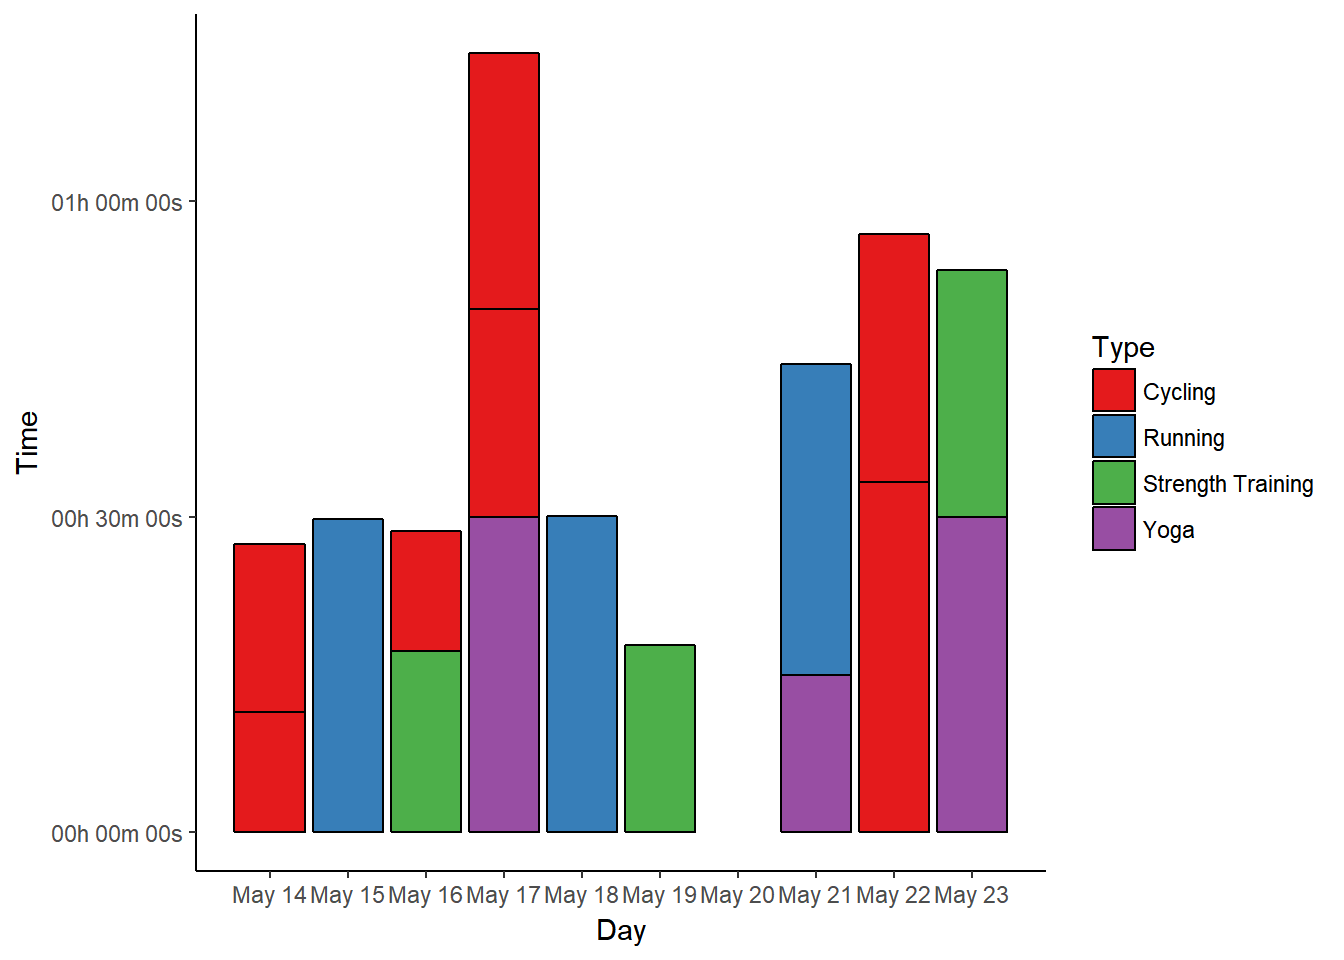 01h 00m 00s
00h 30m 00s
00h 00m 00s
Time
May 14 May 15 May 16 May 17 May 18 May 19 May 20 May 21 May 22 May 23
Day
Type
Cycling
Running
Strength Training
Yoga